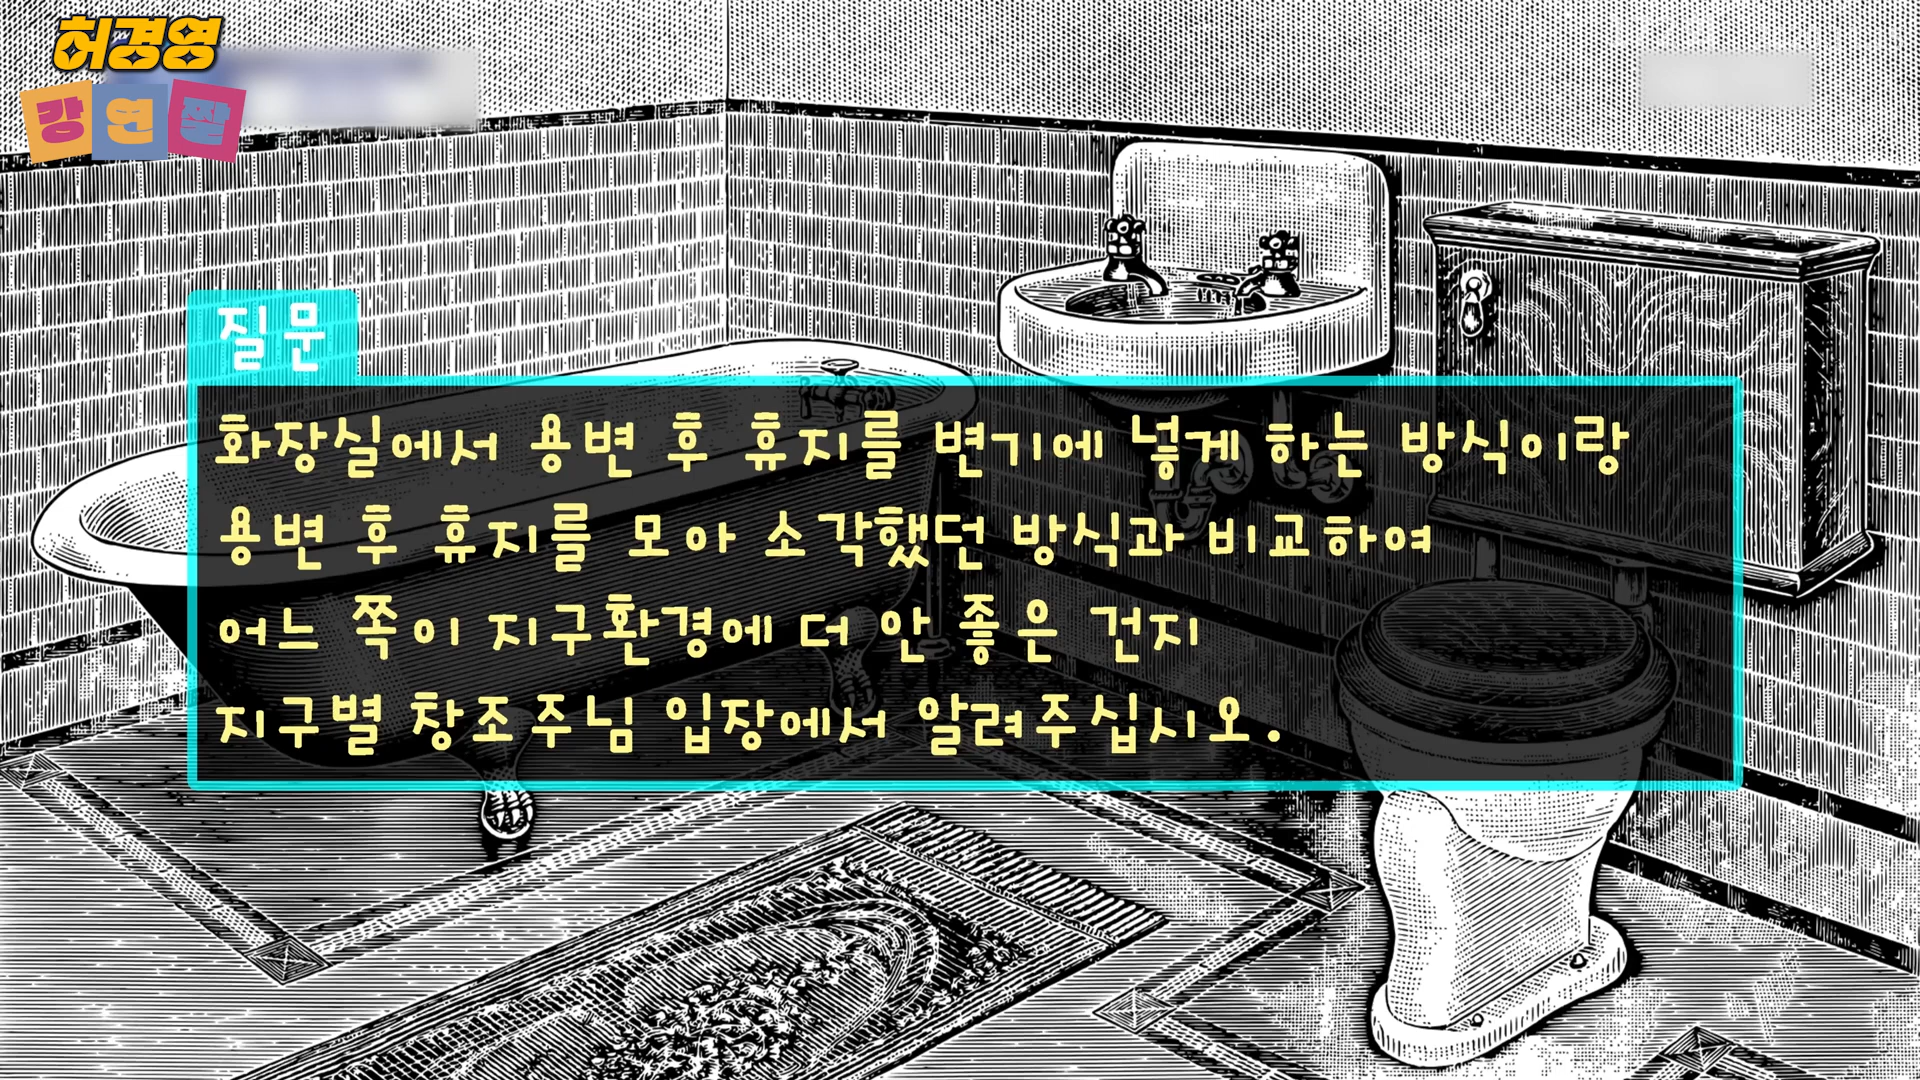 허경영
강연짤
질문
화장실에서 용변 후 휴지를 변기에 넣게 하는 방식이랑
용변 후 휴지를 모아 소각했던 방식과 비교하여
어느 쪽이 지구환경에 더 안 좋은 건지
지구별 창조주님 입장에서 알려주십시오.